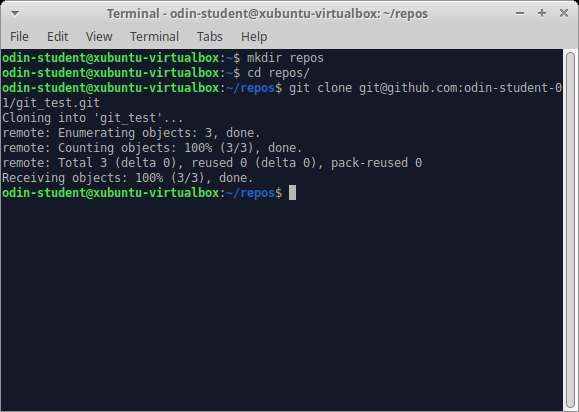 Terminal - odin-student@xubuntu-virtualbox: ~/repos
File Edit View Terminal Tabs Help
odin-student@xubuntu-virtualbox:~$ mkdir repos
odin-student@xubuntu-virtualbox:~$ cd repos/
odin-student@xubuntu-virtualbox:~/repos$ git clone git@github.com:odin-student-0
1/git_test.git
Cloning into 'git_test'...
remote: Enumerating objects: 3, done.
remote: Counting objects: 100% (3/3), done.
remote: Total 3 (delta 0), reused 0 (delta 0), pack-reused 0
Receiving objects: 100% (3/3), done.
odin-student@xubuntu-virtualbox:~/repos$